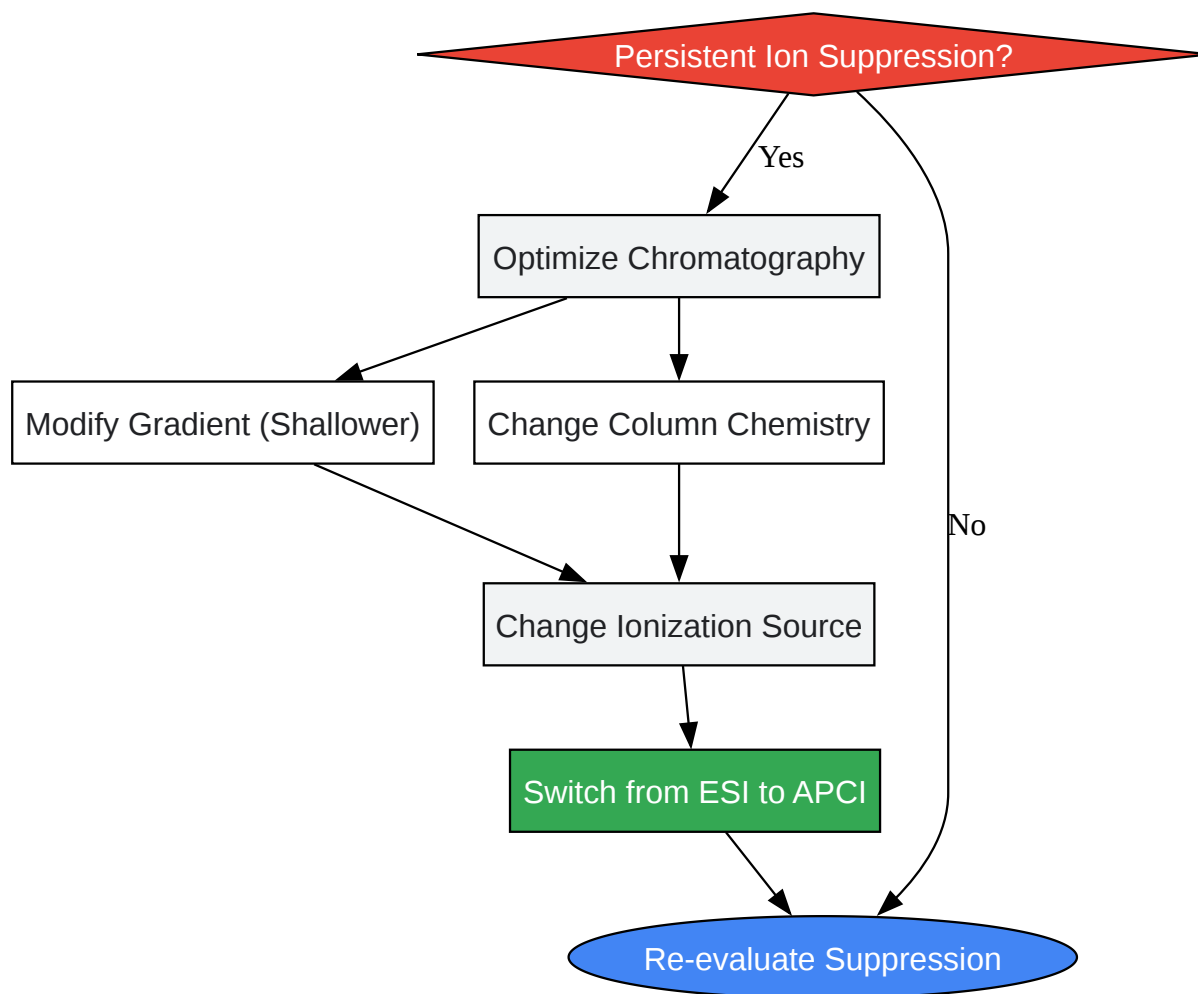 Persistent Ion Suppression?
Yes
Optimize Chromatography
Modify Gradient (Shallower)
Change Column Chemistry
No
Change Ionization Source
Switch from ESI to APCI
Re-evaluate Suppression